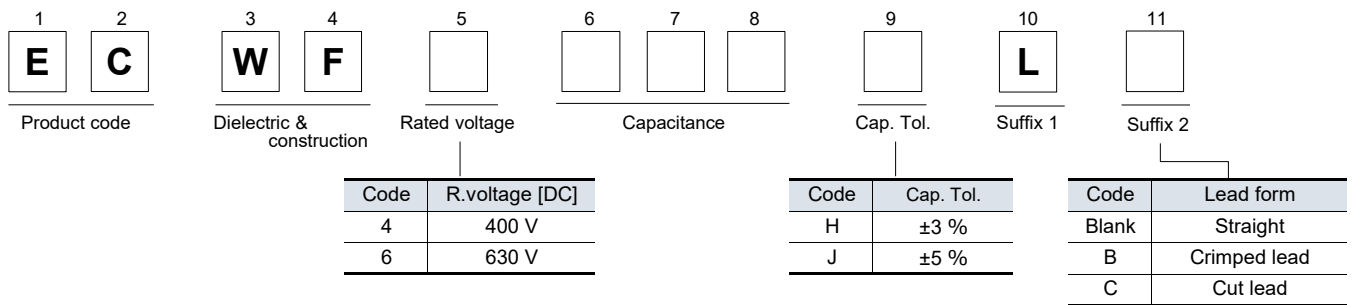 1 2 3 4 5 6 7 8 9 10 11
E C W F L
Product code Dielectric & Rated voltage Capacitance Cap. Tol. Suffix 1 Suffix 2
construction
Code R.voltage [DC]
4 400 V
6 630 V
Code Cap. Tol.
H ±3 %
J ±5 %
Code Lead form
Blank Straight
B Crimped lead
C Cut lead